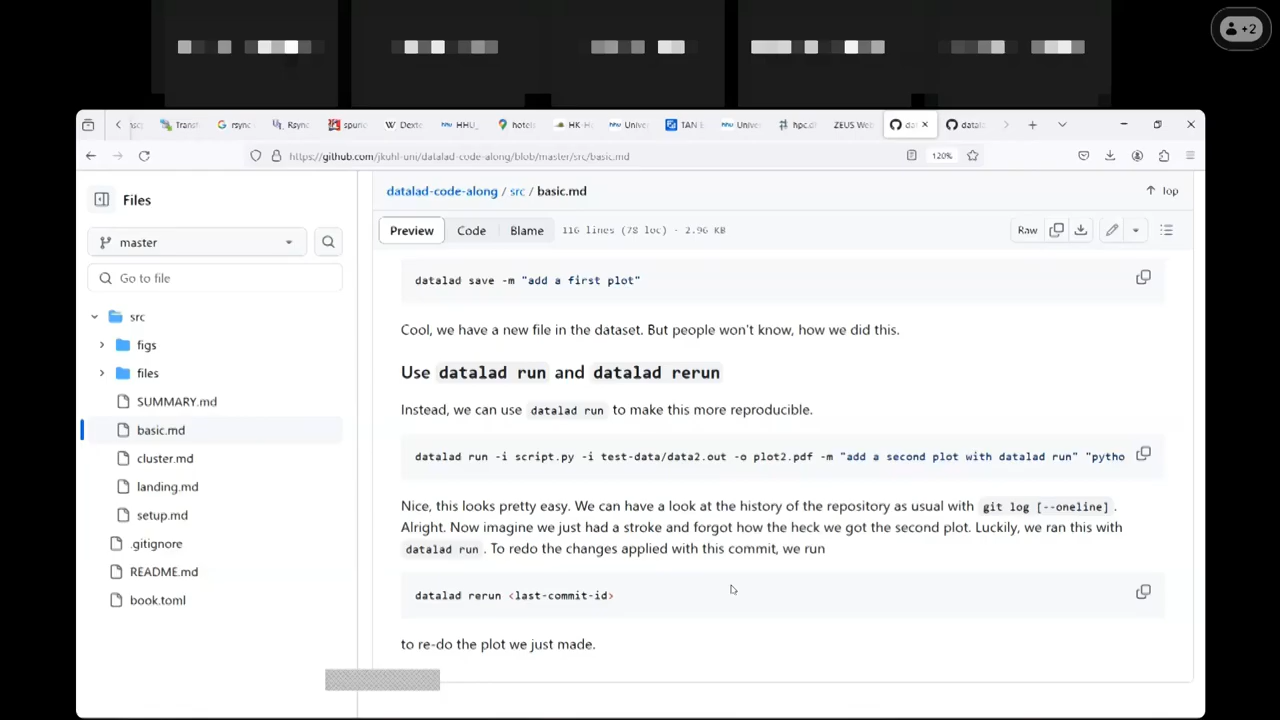 +2
Transf
rsync
Rsync
spurio
Dexte
HHU_
hotels
HK-H
Univer
TAN E
Univer
hpc.d
ZEUS Web
dat
datala
https://github.com/jkuhl-uni/datalad-code-along/blob/master/src/basic.md
120%
Files
datalad-code-along / src / basic.md
Top
master
Preview
Code
Blame
116 lines (78 loc) · 2.96 KB
Raw
Go to file
datalad save -m "add a first plot"
src
Cool, we have a new file in the dataset. But people won't know, how we did this.
figs
files
Use datalad run and datalad rerun
SUMMARY.md
Instead, we can use datalad run to make this more reproducible.
basic.md
cluster.md
datalad run -i script.py -i test-data/data2.out -o plot2.pdf -m "add a second plot with datalad run" "pytho
landing.md
setup.md
Nice, this looks pretty easy. We can have a look at the history of the repository as usual with git log [--oneline].
Alright. Now imagine we just had a stroke and forgot how the heck we got the second plot. Luckily, we ran this with
datalad run. To redo the changes applied with this commit, we run
.gitignore
README.md
book.toml
datalad rerun <last-commit-id>
to re-do the plot we just made.